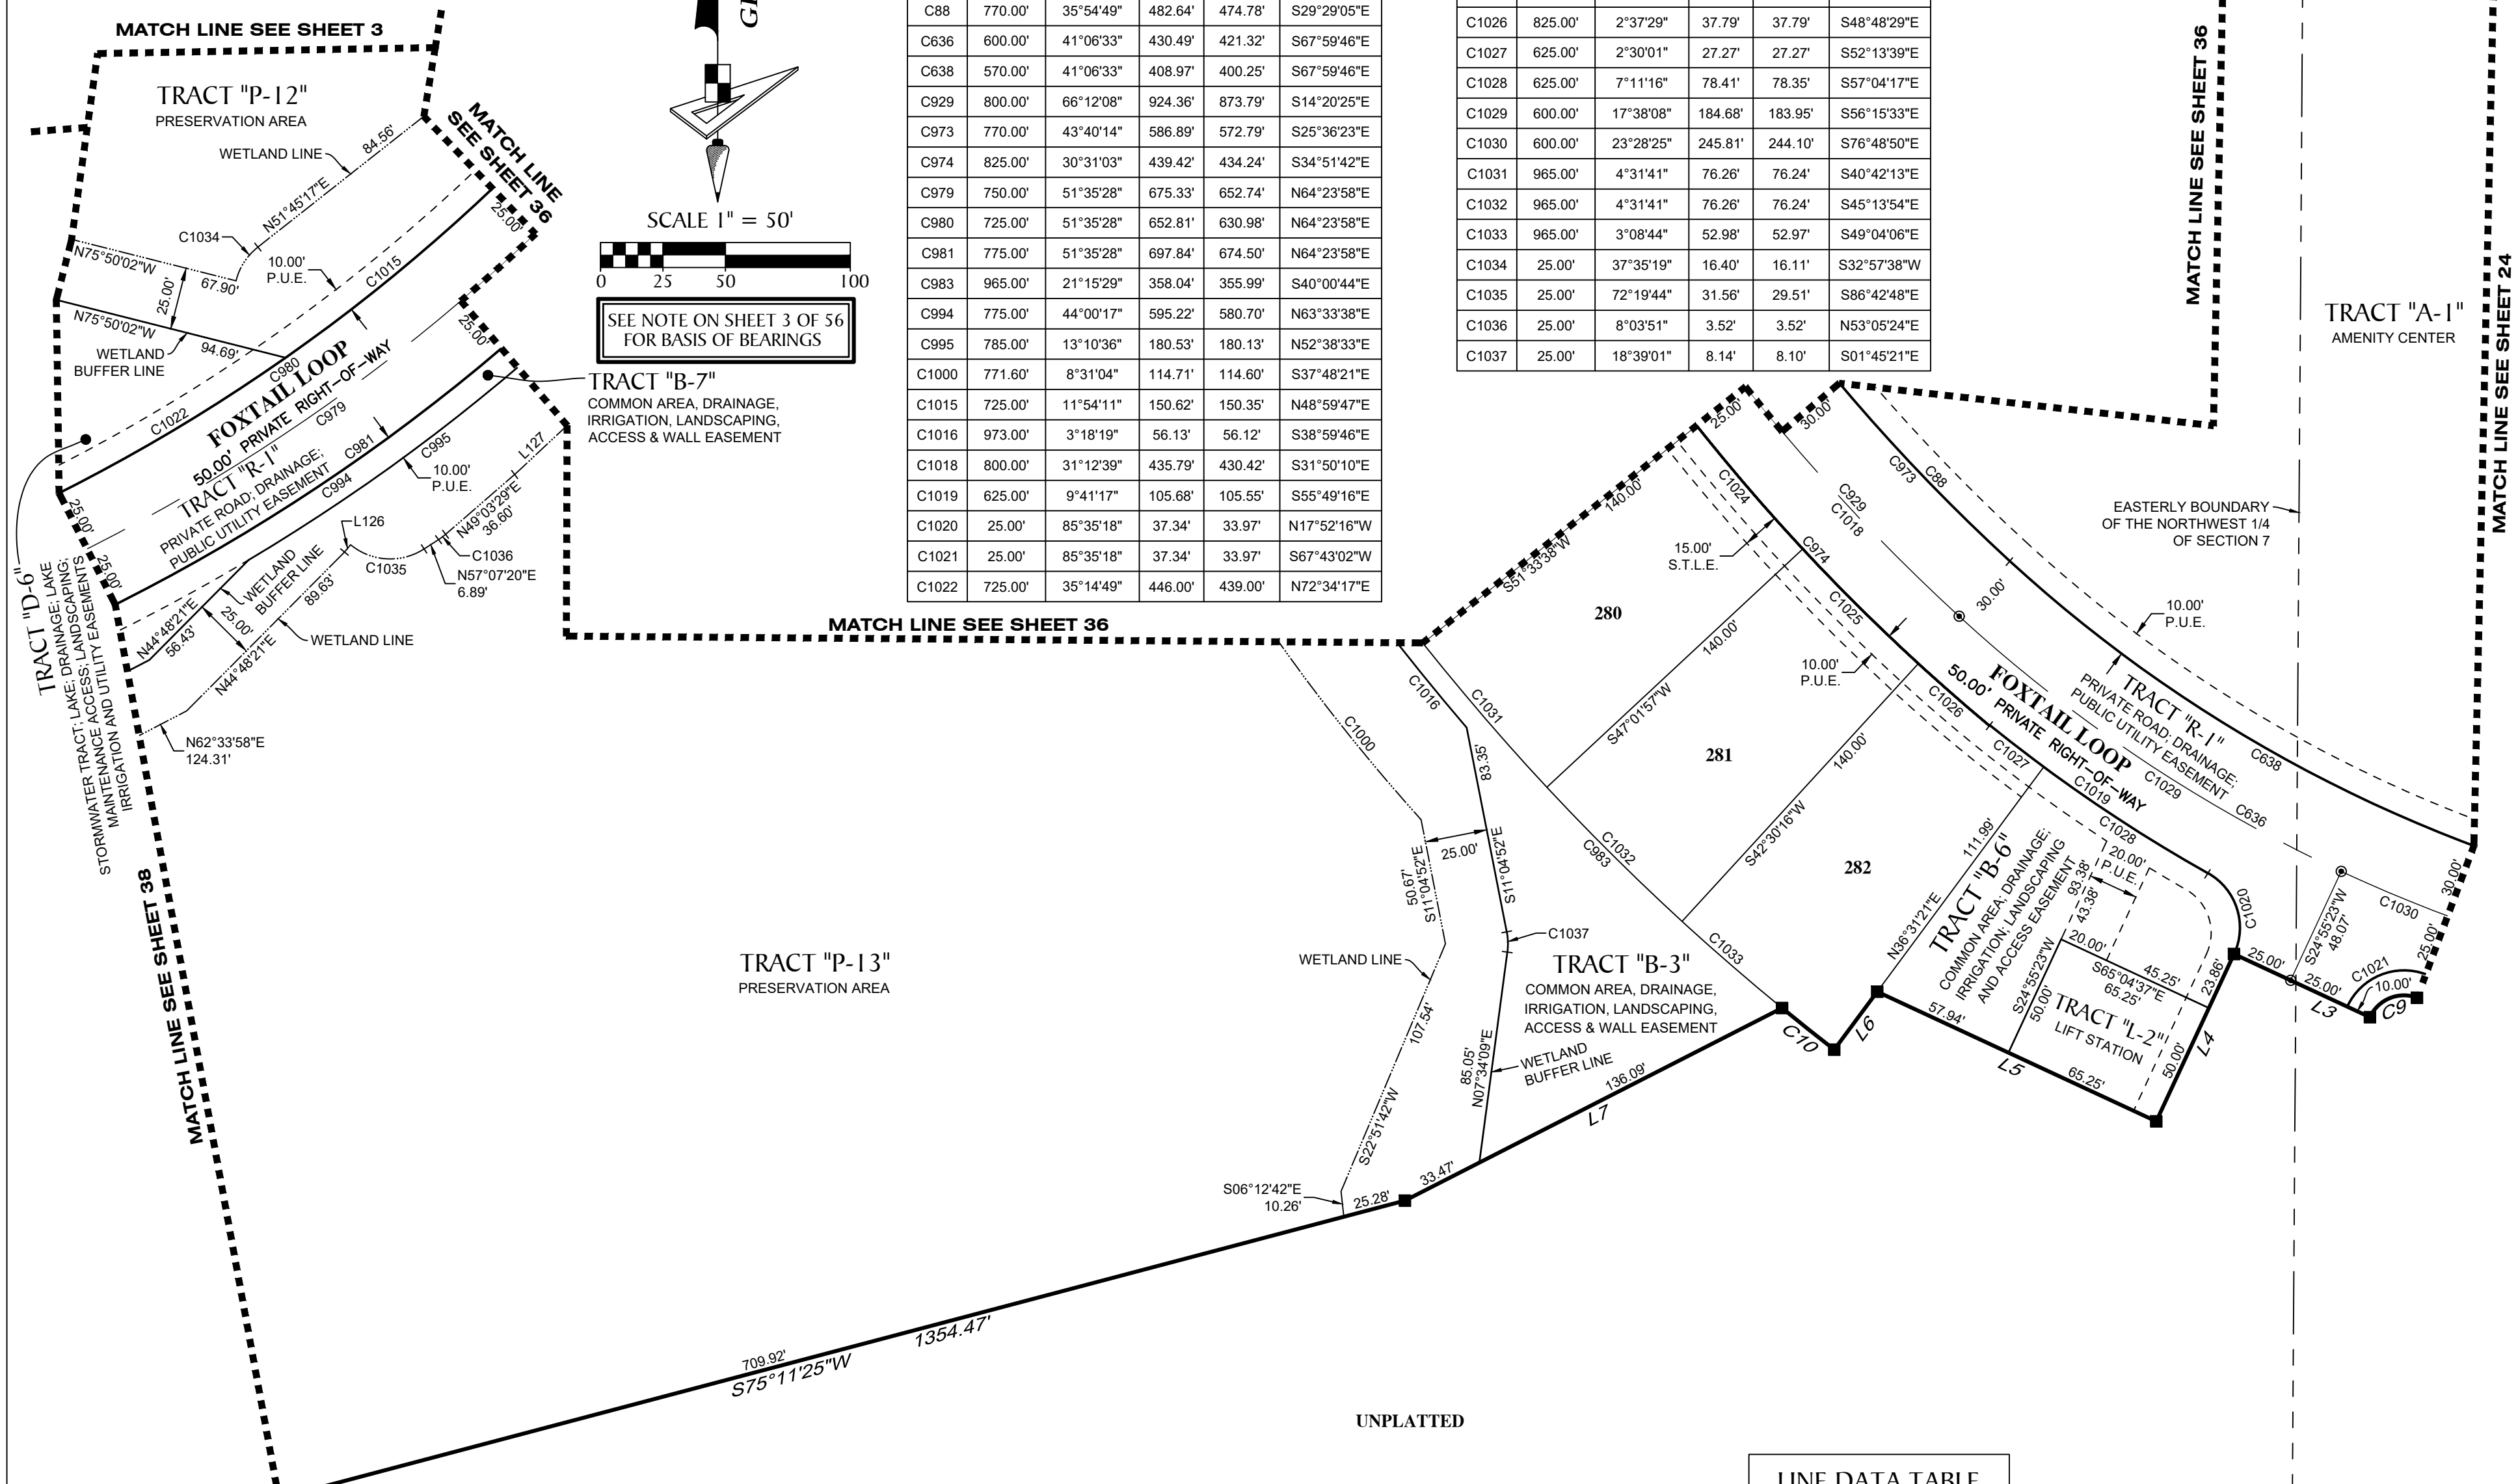 MATCH LINE SEE SHEET 3
TRACT "P-12"
PRESERVATION AREA
WETLAND LINE
84.56'
N51°45'17"E
C1034
MATCH LINE
SEE SHEET 36
25.00'
N75°50'02"W
67.90'
25.00'
10.00'
P.U.E.
C1015
N75°50'02"W
94.69'
WETLAND
BUFFER LINE
C980
FOXTAIL LOOP
50.00' PRIVATE RIGHT-OF-WAY
C1022
C979
TRACT "R-1"
PRIVATE ROAD; DRAINAGE;
PUBLIC UTILITY EASEMENT
C981
C994
C995
25.00'
25.00'
25.00'
10.00'
P.U.E.
L127
L126
C1035
N49°03'29"E
36.60'
C1036
N57°07'20"E
6.89'
WETLAND
BUFFER LINE
25.00'
89.63'
N44°48'21"E
N44°48'21"E
56.43'
WETLAND LINE
N62°33'58"E
124.31'
TRACT "D-6"
STORMWATER TRACT; LAKE; DRAINAGE; LAKE
MAINTENANCE ACCESS; LANDSCAPING;
IRRIGATION AND UTILITY EASEMENTS
MATCH LINE SEE SHEET 38
SCALE 1" = 50'
0 25 50 100
SEE NOTE ON SHEET 3 OF 56
FOR BASIS OF BEARINGS
TRACT "B-7"
COMMON AREA, DRAINAGE,
IRRIGATION, LANDSCAPING,
ACCESS & WALL EASEMENT
C88 770.00' 35°54'49" 482.64' 474.78' S29°29'05"E
C636 600.00' 41°06'33" 430.49' 421.32' S67°59'46"E
C638 570.00' 41°06'33" 408.97' 400.25' S67°59'46"E
C929 800.00' 66°12'08" 924.36' 873.79' S14°20'25"E
C973 770.00' 43°40'14" 586.89' 572.79' S25°36'23"E
C974 825.00' 30°31'03" 439.42' 434.24' S34°51'42"E
C979 750.00' 51°35'28" 675.33' 652.74' N64°23'58"E
C980 725.00' 51°35'28" 652.81' 630.98' N64°23'58"E
C981 775.00' 51°35'28" 697.84' 674.50' N64°23'58"E
C983 965.00' 21°15'29" 358.04' 355.99' S40°00'44"E
C994 775.00' 44°00'17" 595.22' 580.70' N63°33'38"E
C995 785.00' 13°10'36" 180.53' 180.13' N52°38'33"E
C1000 771.60' 8°31'04" 114.71' 114.60' S37°48'21"E
C1015 725.00' 11°54'11" 150.62' 150.35' N48°59'47"E
C1016 973.00' 3°18'19" 56.13' 56.12' S38°59'46"E
C1018 800.00' 31°12'39" 435.79' 430.42' S31°50'10"E
C1019 625.00' 9°41'17" 105.68' 105.55' S55°49'16"E
C1020 25.00' 85°35'18" 37.34' 33.97' N17°52'16"W
C1021 25.00' 85°35'18" 37.34' 33.97' S67°43'02"W
C1022 725.00' 35°14'49" 446.00' 439.00' N72°34'17"E
C1026 825.00' 2°37'29" 37.79' 37.79' S48°48'29"E
C1027 625.00' 2°30'01" 27.27' 27.27' S52°13'39"E
C1028 625.00' 7°11'16" 78.41' 78.35' S57°04'17"E
C1029 600.00' 17°38'08" 184.68' 183.95' S56°15'33"E
C1030 600.00' 23°28'25" 245.81' 244.10' S76°48'50"E
C1031 965.00' 4°31'41" 76.26' 76.24' S40°42'13"E
C1032 965.00' 4°31'41" 76.26' 76.24' S45°13'54"E
C1033 965.00' 3°08'44" 52.98' 52.97' S49°04'06"E
C1034 25.00' 37°35'19" 16.40' 16.11' S32°57'38"W
C1035 25.00' 72°19'44" 31.56' 29.51' S86°42'48"E
C1036 25.00' 8°03'51" 3.52' 3.52' N53°05'24"E
C1037 25.00' 18°39'01" 8.14' 8.10' S01°45'21"E
MATCH LINE SEE SHEET 36
MATCH LINE SEE SHEET 36
MATCH LINE SEE SHEET 24
TRACT "A-1"
AMENITY CENTER
EASTERLY BOUNDARY
OF THE NORTHWEST 1/4
OF SECTION 7
25.00'
30.00'
C973
C88
C1024
C929
C1018
140.00'
S51°33'38"W
15.00'
S.T.L.E.
C974
C1025
30.00'
10.00'
P.U.E.
280
140.00'
S47°01'57"W
10.00'
P.U.E.
C1026
FOXTAIL LOOP
50.00' PRIVATE RIGHT-OF-WAY
TRACT "R-1"
PRIVATE ROAD; DRAINAGE;
PUBLIC UTILITY EASEMENT
C638
C1029
C636
C1027
C1019
C1028
281
140.00'
S42°30'16"W
282
C1016
C1031
C1000
83.35'
S11°04'52"E
25.00'
50.67'
S11°04'52"E
C1032
C983
C1033
C1037
WETLAND LINE
107.54'
S22°51'42"W
TRACT "B-3"
COMMON AREA, DRAINAGE,
IRRIGATION, LANDSCAPING,
ACCESS & WALL EASEMENT
85.05'
N07°34'09"E
WETLAND
BUFFER LINE
136.09'
L7
33.47'
S06°12'42"E
10.26'
25.28'
C10
L6
111.99'
N36°31'21"E
TRACT "B-6"
COMMON AREA; DRAINAGE;
IRRIGATION; LANDSCAPING
AND ACCESS EASEMENT
93.38'
43.38'
20.00'
P.U.E.
C1020
20.00'
S24°55'23"W
50.00'
45.25'
S65°04'37"E
65.25'
23.86'
TRACT "L-2"
LIFT STATION
57.94'
L5
65.25'
50.00'
L4
25.00'
25.00'
L3
S24°55'23"W
48.07'
C1030
30.00'
25.00'
C1021
10.00'
C9
TRACT "P-13"
PRESERVATION AREA
709.92'
1354.47'
S75°11'25"W
UNPLATTED
LINE DATA TABLE